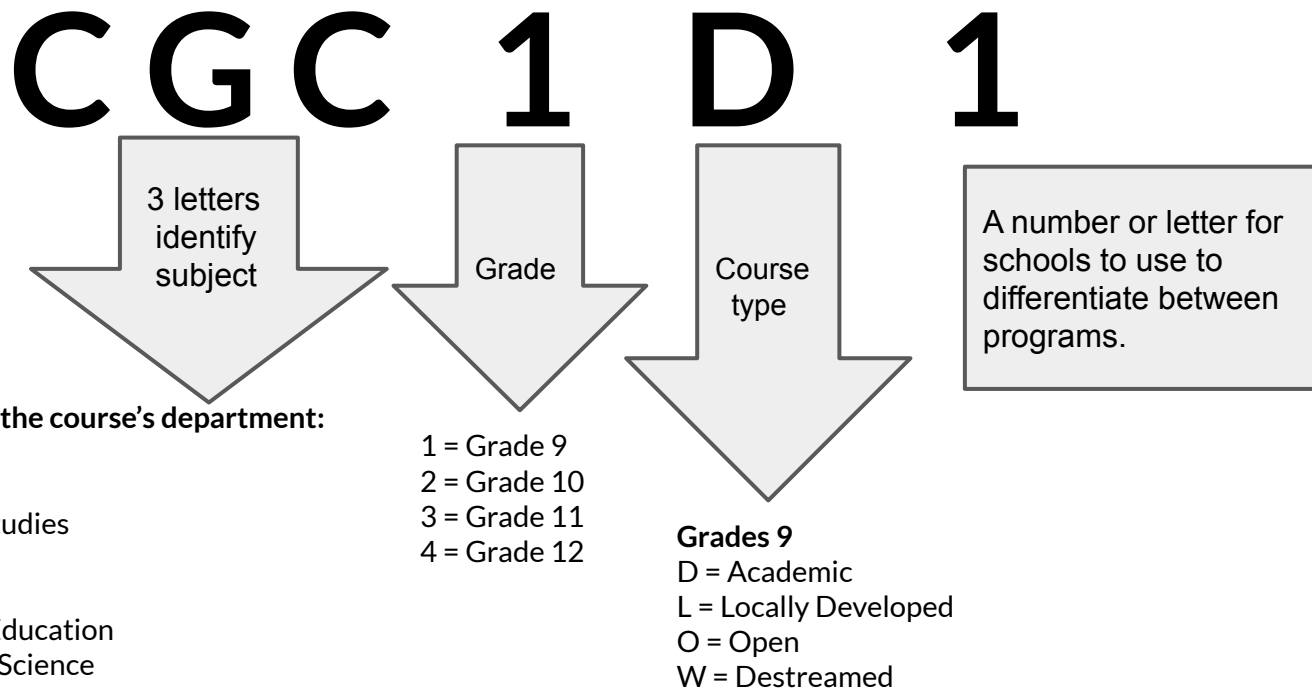 C G C 1 D 1
3 letters
identify
subject
Grade
Course
type
A number or letter for
schools to use to
differentiate between
programs.
the course’s department:
Education
Science
1 = Grade 9
2 = Grade 10
3 = Grade 11
4 = Grade 12
Grades 9
D = Academic
L = Locally Developed
O = Open
W = Destreamed